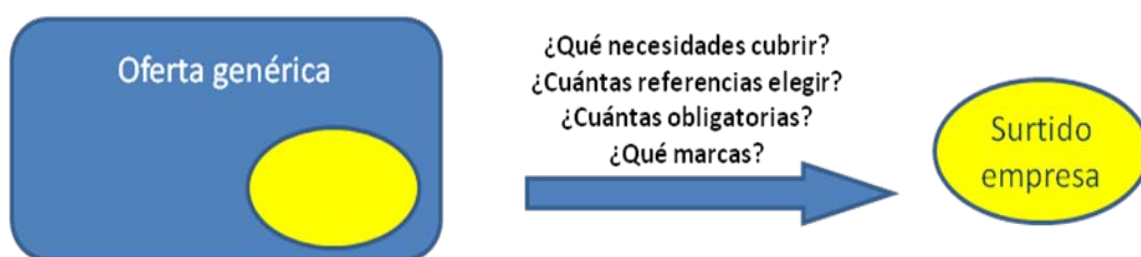 Oferta genérica
¿Qué necesidades cubrir?
¿Cuántas referencias elegir?
¿Cuántas obligatorias?
¿Qué marcas?
Surtido
empresa